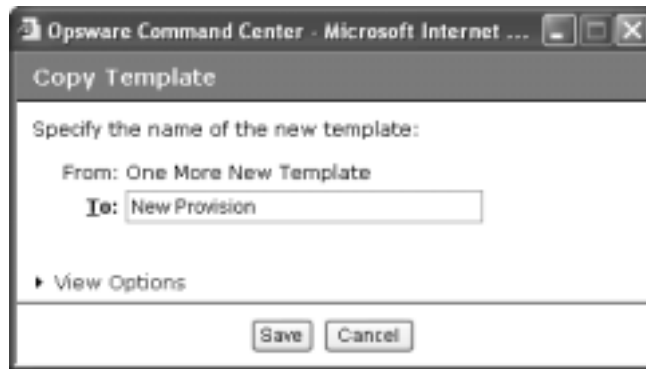 Opsware Command Center - Microsoft Internet ...
Copy Template
Specify the name of the new template:
From: One More New Template
To: New Provision
View Options
Save Cancel